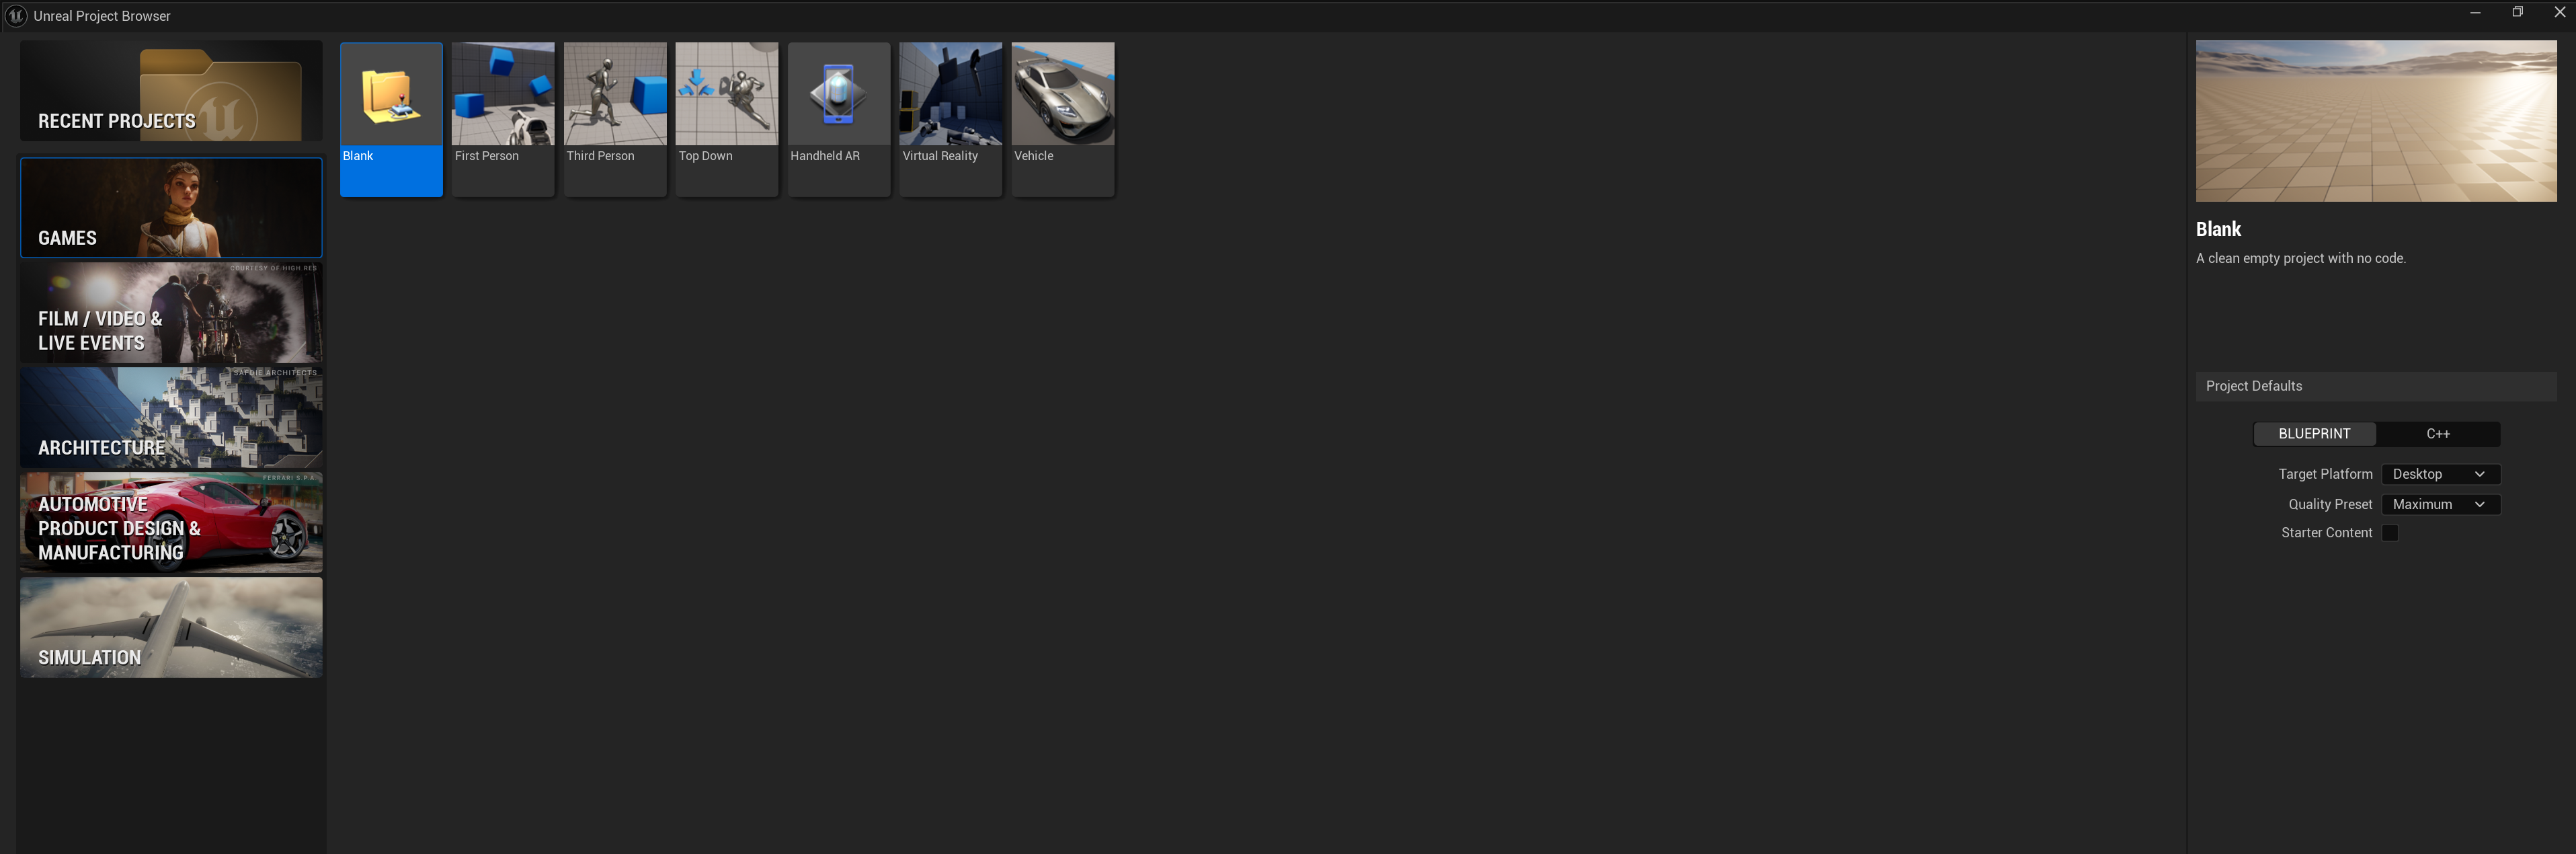 Unreal Project Browser
RECENT PROJECTS
GAMES
COURTESY OF HIGH RES
FILM / VIDEO &
LIVE EVENTS
SAFDIE ARCHITECTS
ARCHITECTURE
FERRARI S.P.A.
AUTOMOTIVE
PRODUCT DESIGN &
MANUFACTURING
SIMULATION
Blank
First Person
Third Person
Top Down
Handheld AR
Virtual Reality
Vehicle
Blank
A clean empty project with no code.
Project Defaults
BLUEPRINT
C++
Target Platform
Desktop
Quality Preset
Maximum
Starter Content